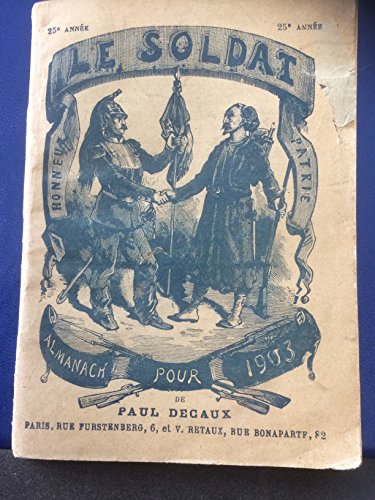 25e ANNÉE
25e ANNÉE
LE SOLDAT
HONNEUR
PATRIE
ALMANACH POUR 1903
DE
PAUL DECAUX
PARIS, RUE FURSTENBERG, 6, et V. RETAUX, RUE BONAPARTE, 82